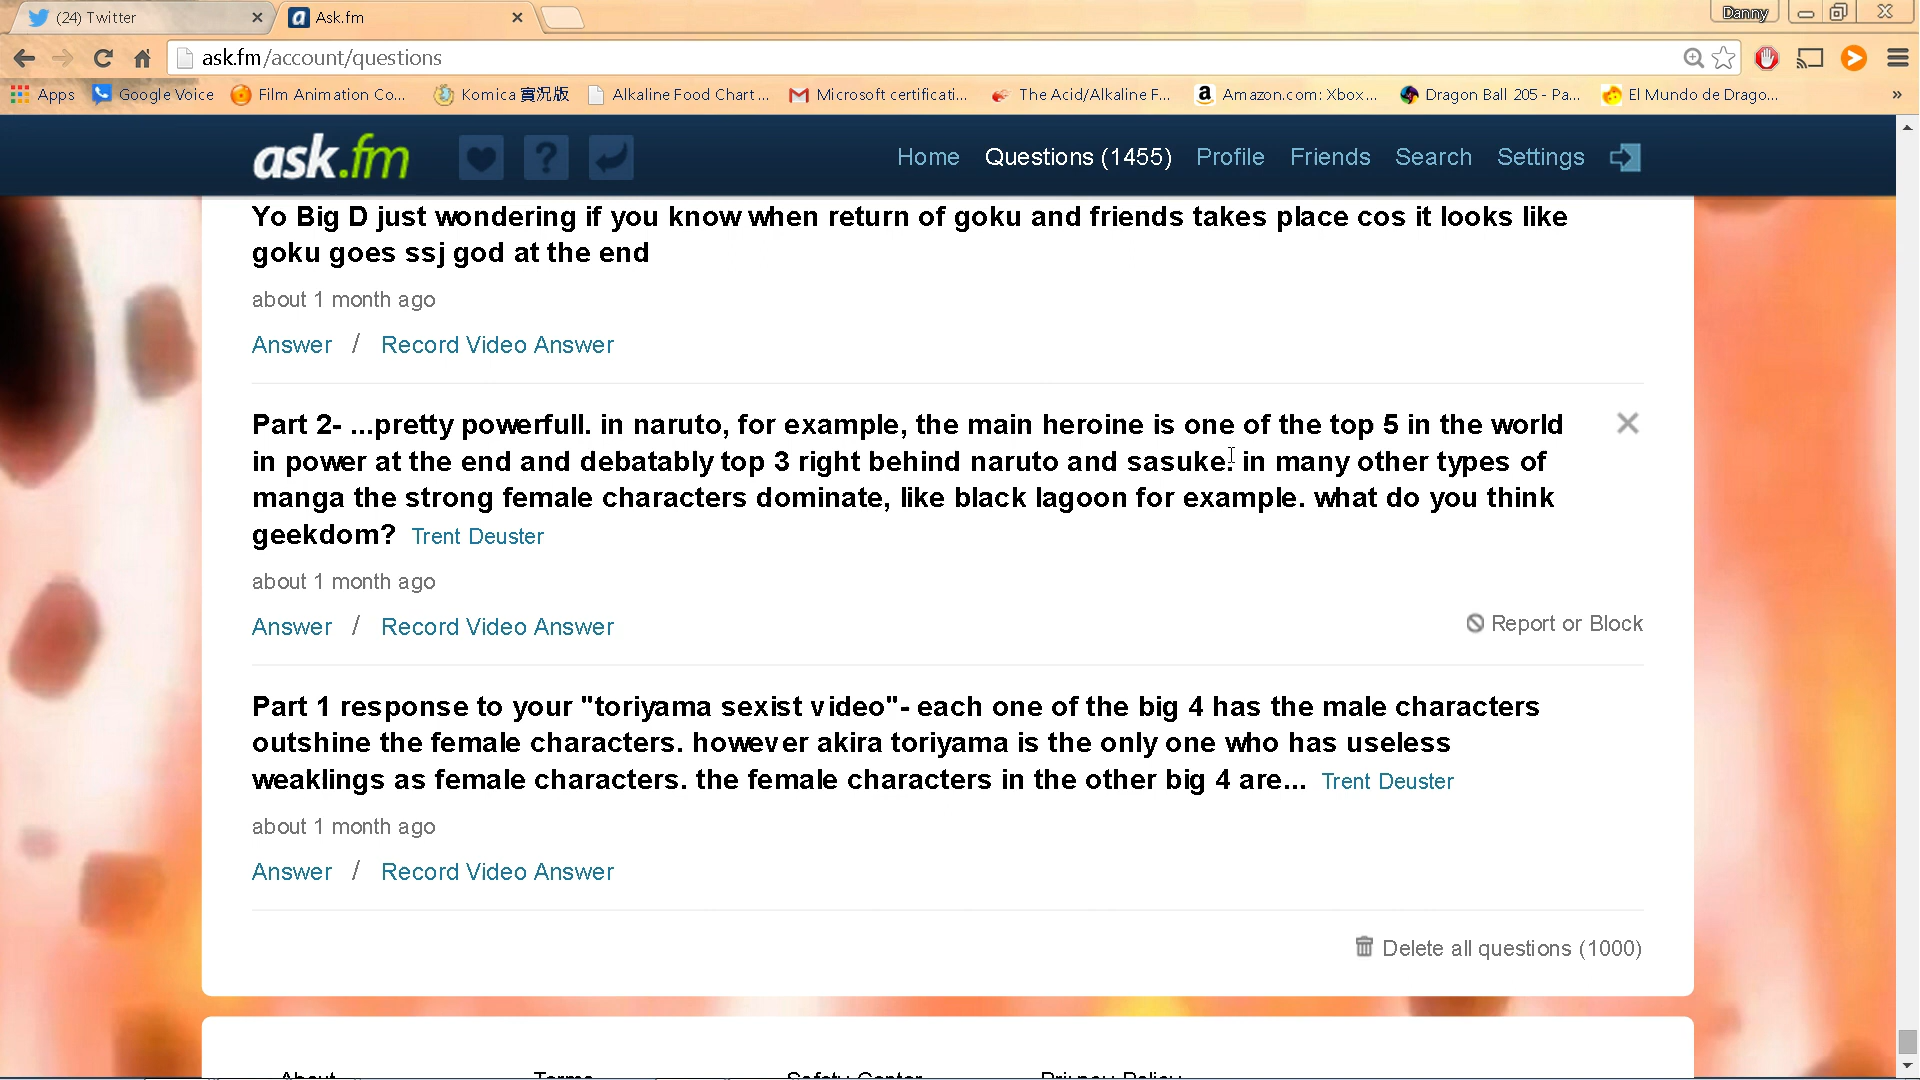 (24) Twitter
Ask.fm
Danny
ask.fm/account/questions
Apps
Google Voice
Film Animation Co...
Komica 實況版
Alkaline Food Chart ...
Microsoft certificati...
The Acid/Alkaline F...
Amazon.com: Xbox...
Dragon Ball 205 - Pa...
El Mundo de Drago...
»
ask.fm
Home
Questions (1455)
Profile
Friends
Search
Settings
Yo Big D just wondering if you know when return of goku and friends takes place cos it looks like
goku goes ssj god at the end
about 1 month ago
Answer / Record Video Answer
Part 2- ...pretty powerfull. in naruto, for example, the main heroine is one of the top 5 in the world
in power at the end and debatably top 3 right behind naruto and sasuke. in many other types of
manga the strong female characters dominate, like black lagoon for example. what do you think
geekdom? Trent Deuster
about 1 month ago
Answer / Record Video Answer
Report or Block
Part 1 response to your "toriyama sexist video"- each one of the big 4 has the male characters
outshine the female characters. however akira toriyama is the only one who has useless
weaklings as female characters. the female characters in the other big 4 are... Trent Deuster
about 1 month ago
Answer / Record Video Answer
Delete all questions (1000)
About
Terms
Safety Center
Privacy Policy